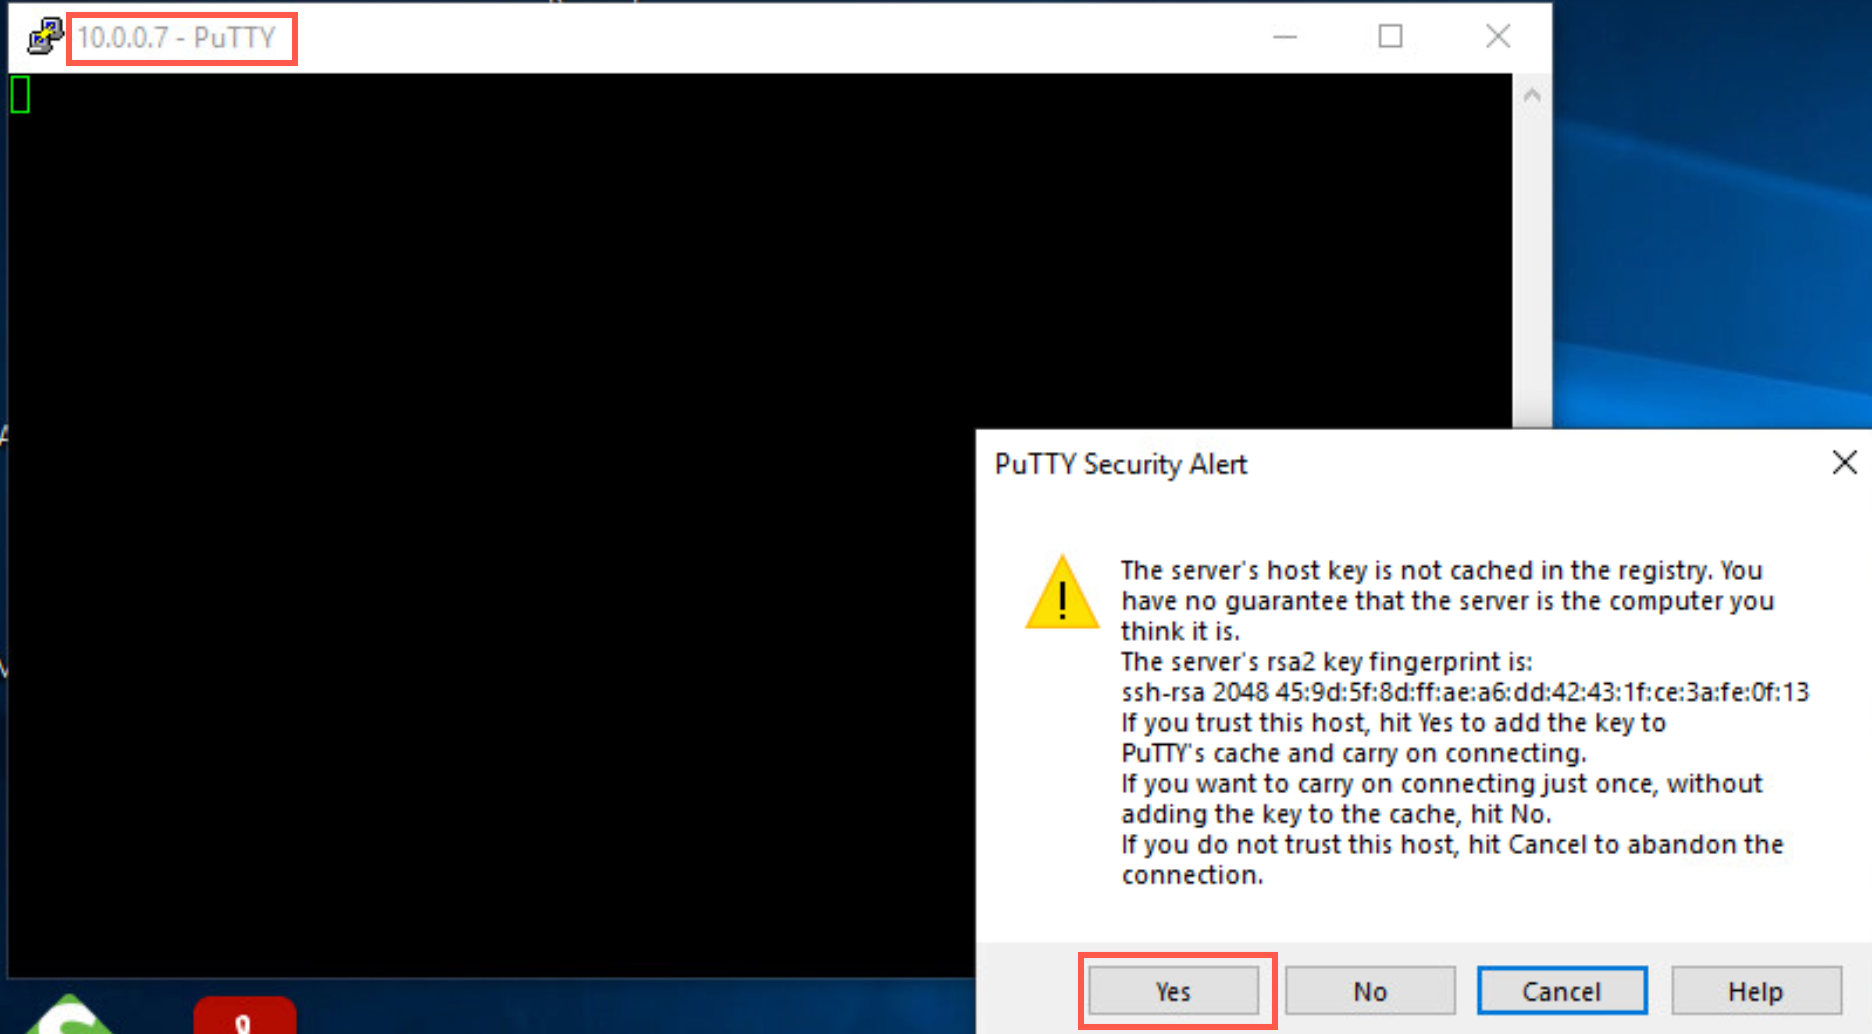 10.0.0.7 - PuTTY
PuTTY Security Alert
The server's host key is not cached in the registry. You
have no guarantee that the server is the computer you
think it is.
The server's rsa2 key fingerprint is:
ssh-rsa 2048 45:9d:5f:8d:ff:ae:a6:dd:42:43:1f:ce:3a:fe:0f:13
If you trust this host, hit Yes to add the key to
PuTTY's cache and carry on connecting.
If you want to carry on connecting just once, without
adding the key to the cache, hit No.
If you do not trust this host, hit Cancel to abandon the
connection.
Yes No Cancel Help